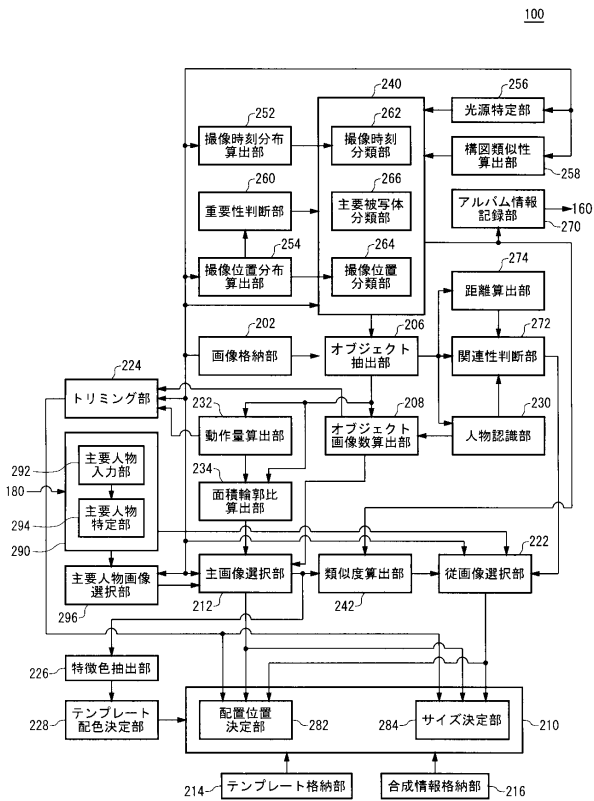 100
240
252
撮像時刻分布
算出部
262
撮像時刻
分類部
256
光源特定部
構図類似性
算出部
258
260
重要性判断部
266
主要被写体
分類部
アルバム情報
記録部
160
270
254
撮像位置分布
算出部
264
撮像位置
分類部
274
距離算出部
202
画像格納部
206
オブジェクト
抽出部
272
関連性判断部
224
トリミング部
232
動作量算出部
208
オブジェクト
画像数算出部
230
人物認識部
292
主要人物
入力部
180
294
主要人物
特定部
290
234
面積輪郭比
算出部
222
主要人物画像
選択部
296
主画像選択部
212
類似度算出部
242
従画像選択部
226
特徴色抽出部
228
テンプレート
配色決定部
配置位置
決定部
282
284
サイズ決定部
210
214
テンプレート格納部
合成情報格納部
216